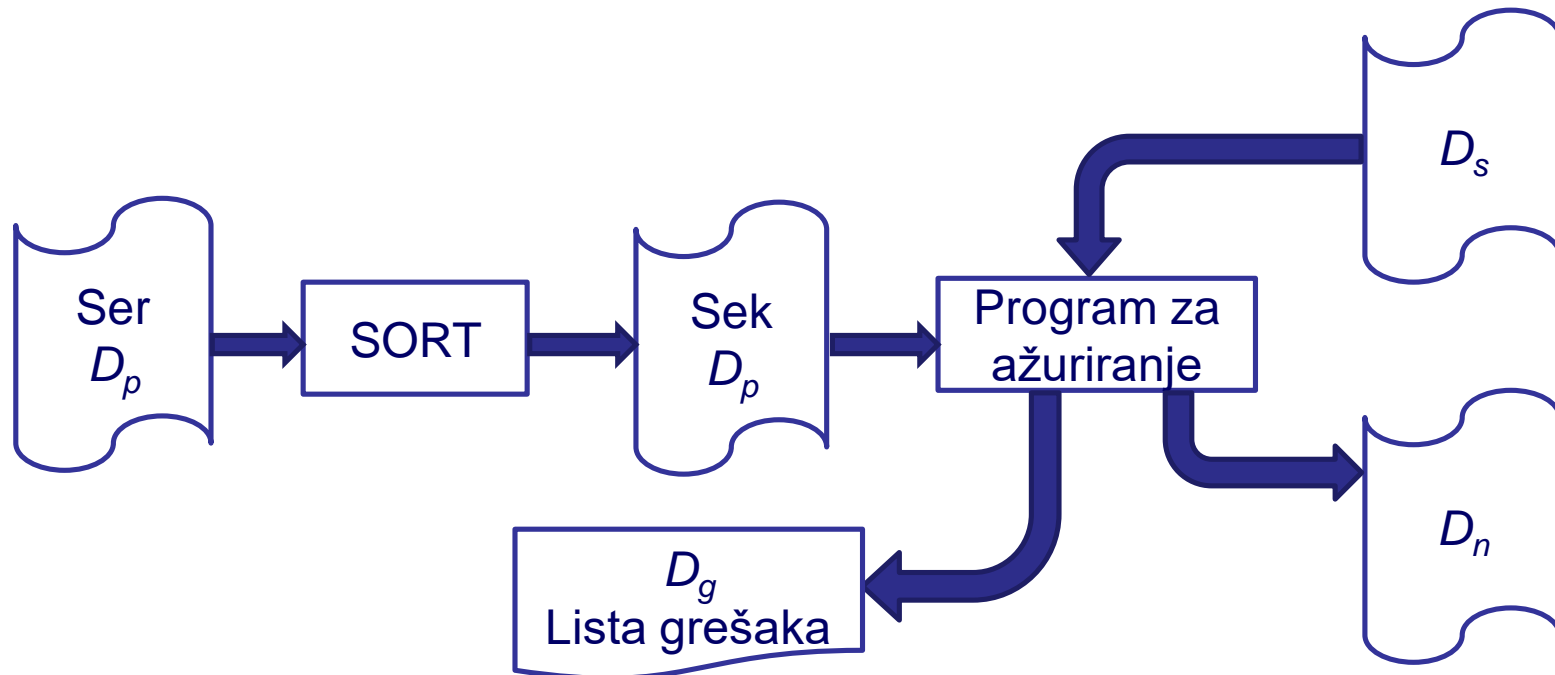 Ser
Dp
SORT
Sek
Dp
Program za
ažuriranje
Ds
Dn
Dg
Lista grešaka